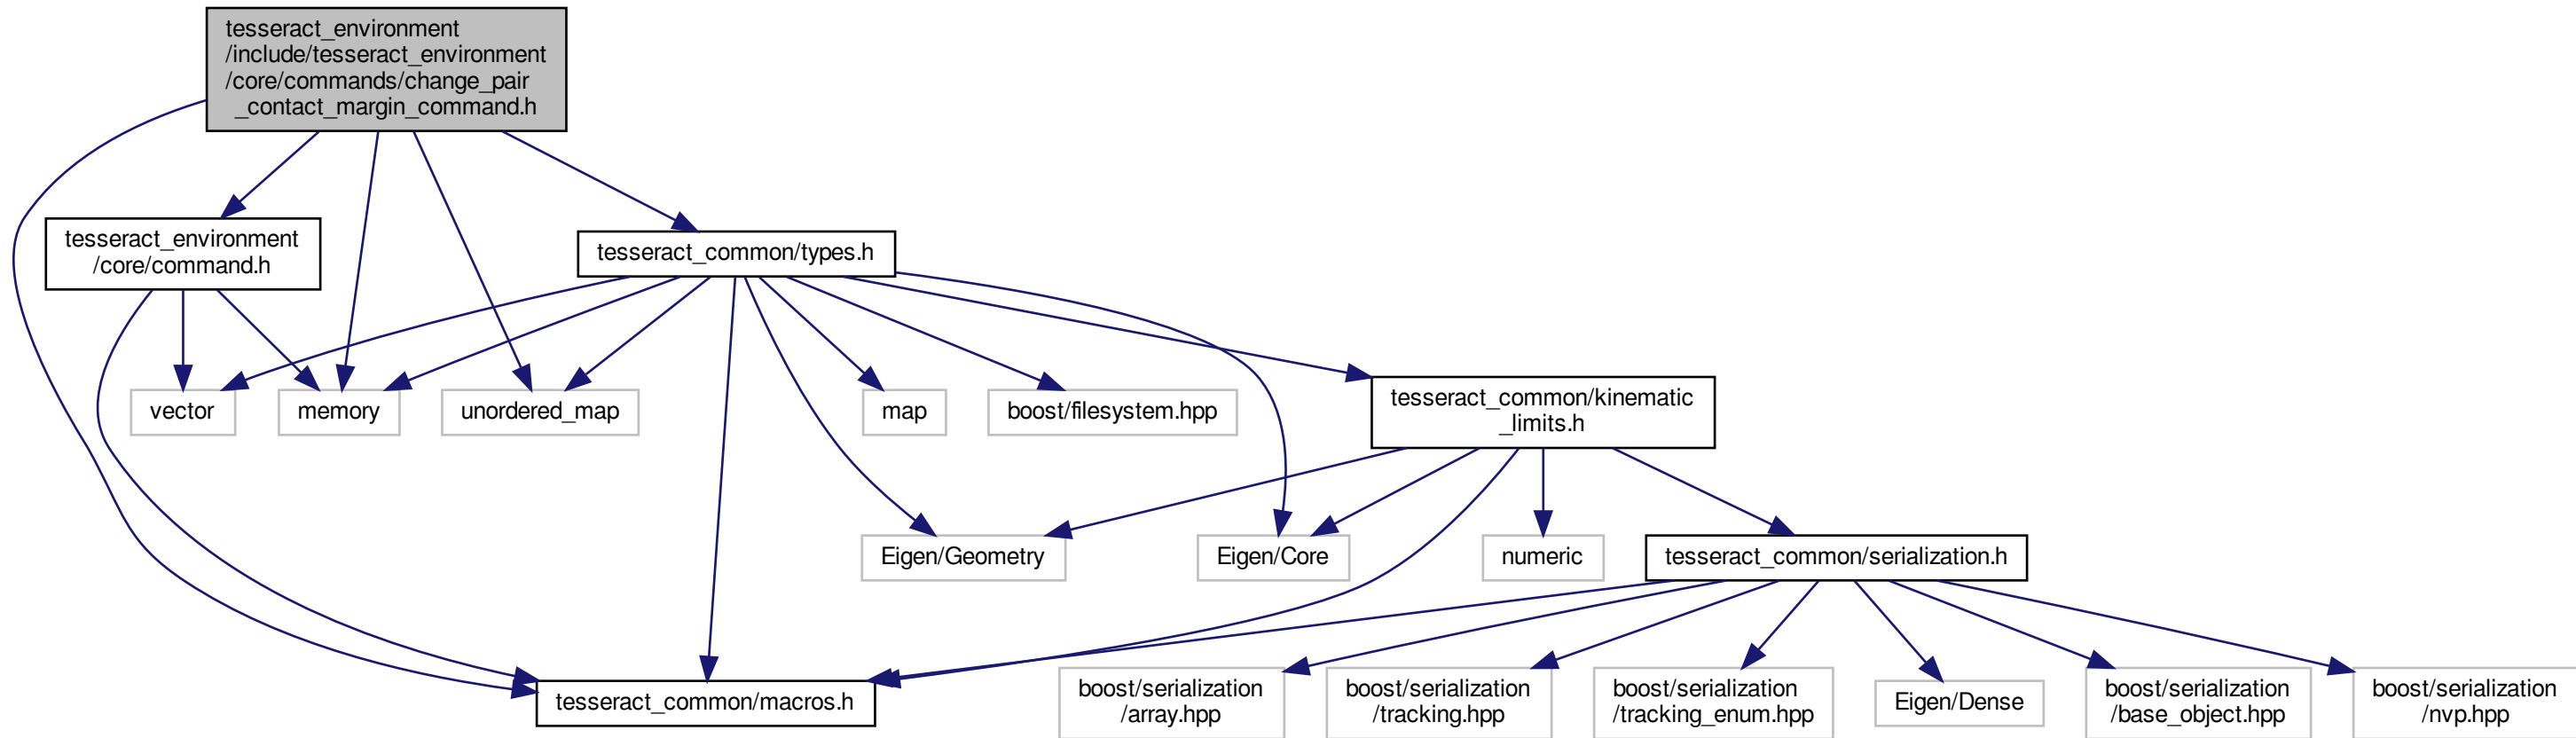 tesseract_environment
/include/tesseract_environment
/core/commands/change_pair
_contact_margin_command.h
tesseract_environment
/core/command.h
tesseract_common/types.h
vector
memory
unordered_map
map
boost/filesystem.hpp
tesseract_common/kinematic
_limits.h
Eigen/Geometry
Eigen/Core
numeric
tesseract_common/serialization.h
tesseract_common/macros.h
boost/serialization
/array.hpp
boost/serialization
/tracking.hpp
boost/serialization
/tracking_enum.hpp
Eigen/Dense
boost/serialization
/base_object.hpp
boost/serialization
/nvp.hpp